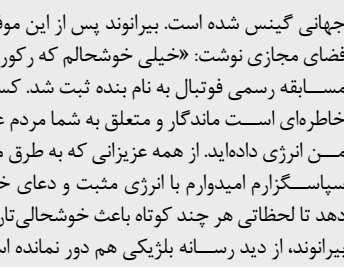 جهانی گینس شده است. بیرانوند پس از این موف
فضای مجازی نوشت: «خیلی خوشحالم که رکور
مسابقه رسمی فوتبال به نام بنده ثبت شد. کس
خاطره‌ای است ماندگار و متعلق به شما مردم ع
من انرژی داده‌اید. از همه عزیزانی که به طرق م
سپاسگزارم امیدوارم با انرژی مثبت و دعای خ
دهد تا لحظاتی هر چند کوتاه باعث خوشحالی‌تان
بیرانوند، از دید رسانه بلژیکی هم دور نمانده اس